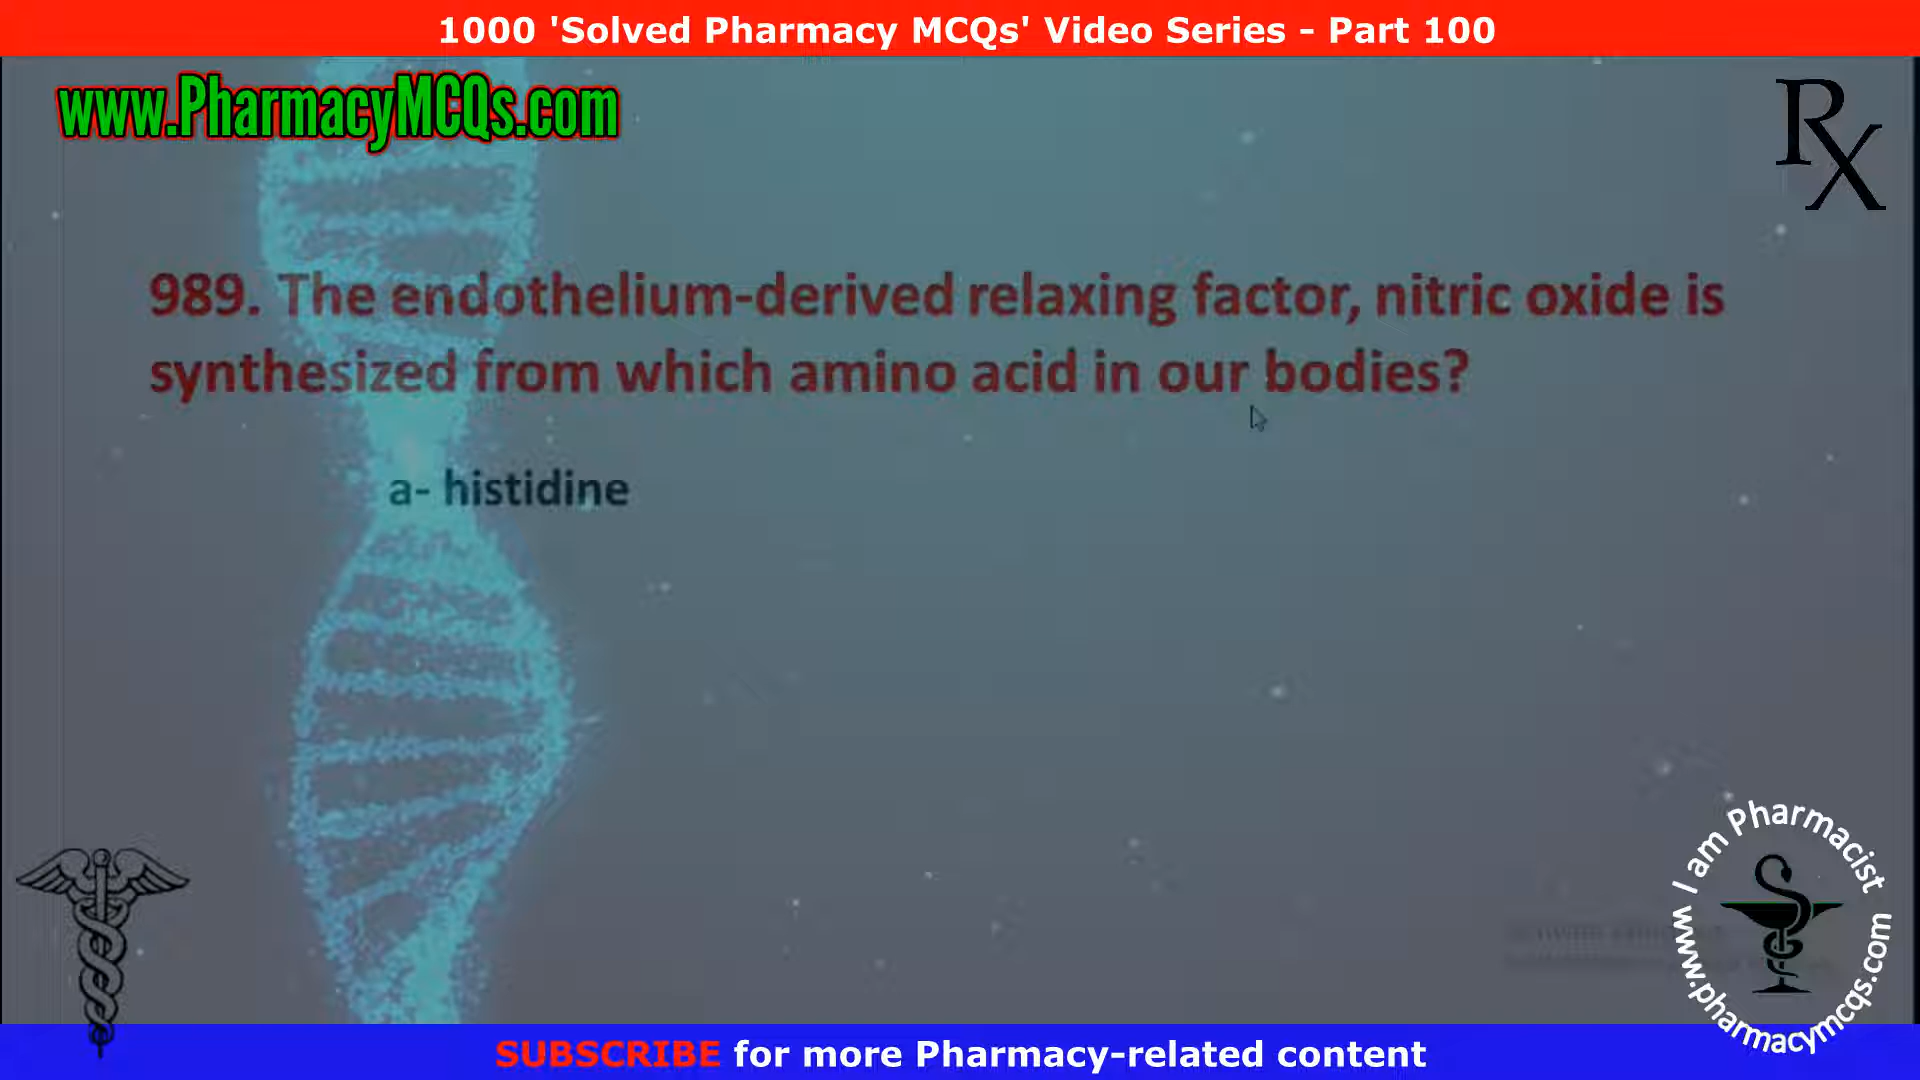 1000 'Solved Pharmacy MCQs' Video Series - Part 100
www.PharmacyMCQs.com
RX
989. The endothelium-derived relaxing factor, nitric oxide is
synthesized from which amino acid in our bodies?
a- histidine
I am Pharmacist
www.pharmacymcqs.com
SUBSCRIBE for more Pharmacy-related content